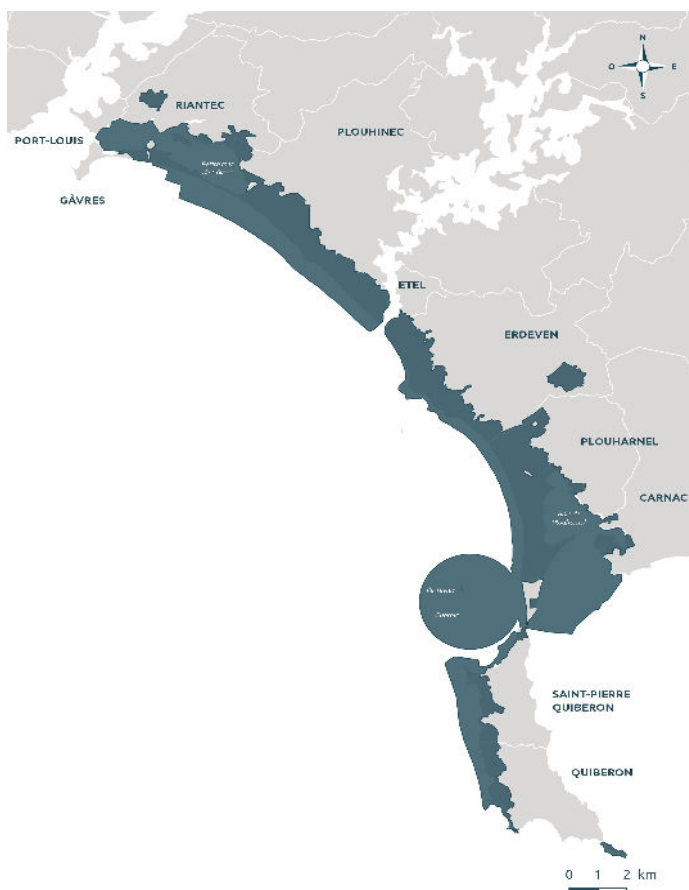 N
O E
S
RIANTEC
PLOUHINEC
PORT-LOUIS
GÂVRES
ETEL
ERDEVEN
PLOUHARNEL
CARNAC
SAINT-PIERRE
QUIBERON
QUIBERON
0 1 2 km